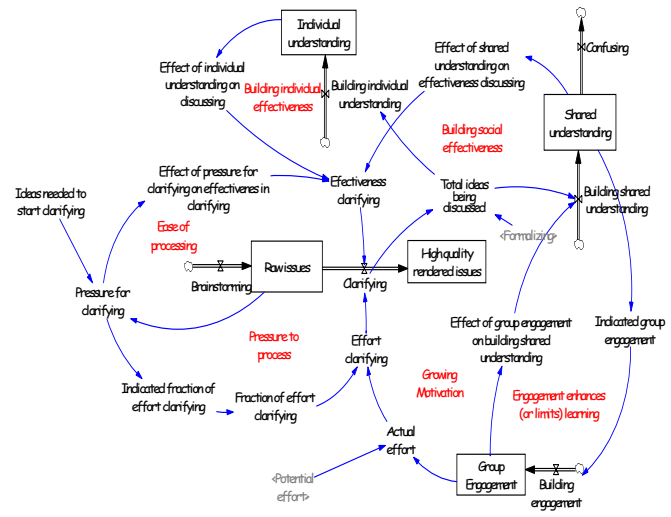 Individual
understanding
Effect of individual
understanding on
discussing
Building individual
effectiveness
Building individual
understanding
Effect of shared
understanding on
effectiveness discussing
Confusing
Shared
understanding
Building social
effectiveness
Effect of pressure for
clarifying on effectivenes in
clarifying
Efectiveness
clarifying
Total ideas
being
discussed
Building shared
understanding
<Formalizing>
Ideas needed to
start clarifying
Ease of
processing
Raw issues
High quality
rendered issues
Brainstorming
Clarifying
Pressure for
clarifying
Pressure to
process
Effort
clarifying
Effect of group engagement
on building shared
understanding
Indicated group
engagement
Indicated fraction of
effort clarifying
Fraction of effort
clarifying
Growing
Motivation
Engagement enhances
(or limits) learning
Actual
effort
<Potential
effort>
Group
Engagement
Building
engagement